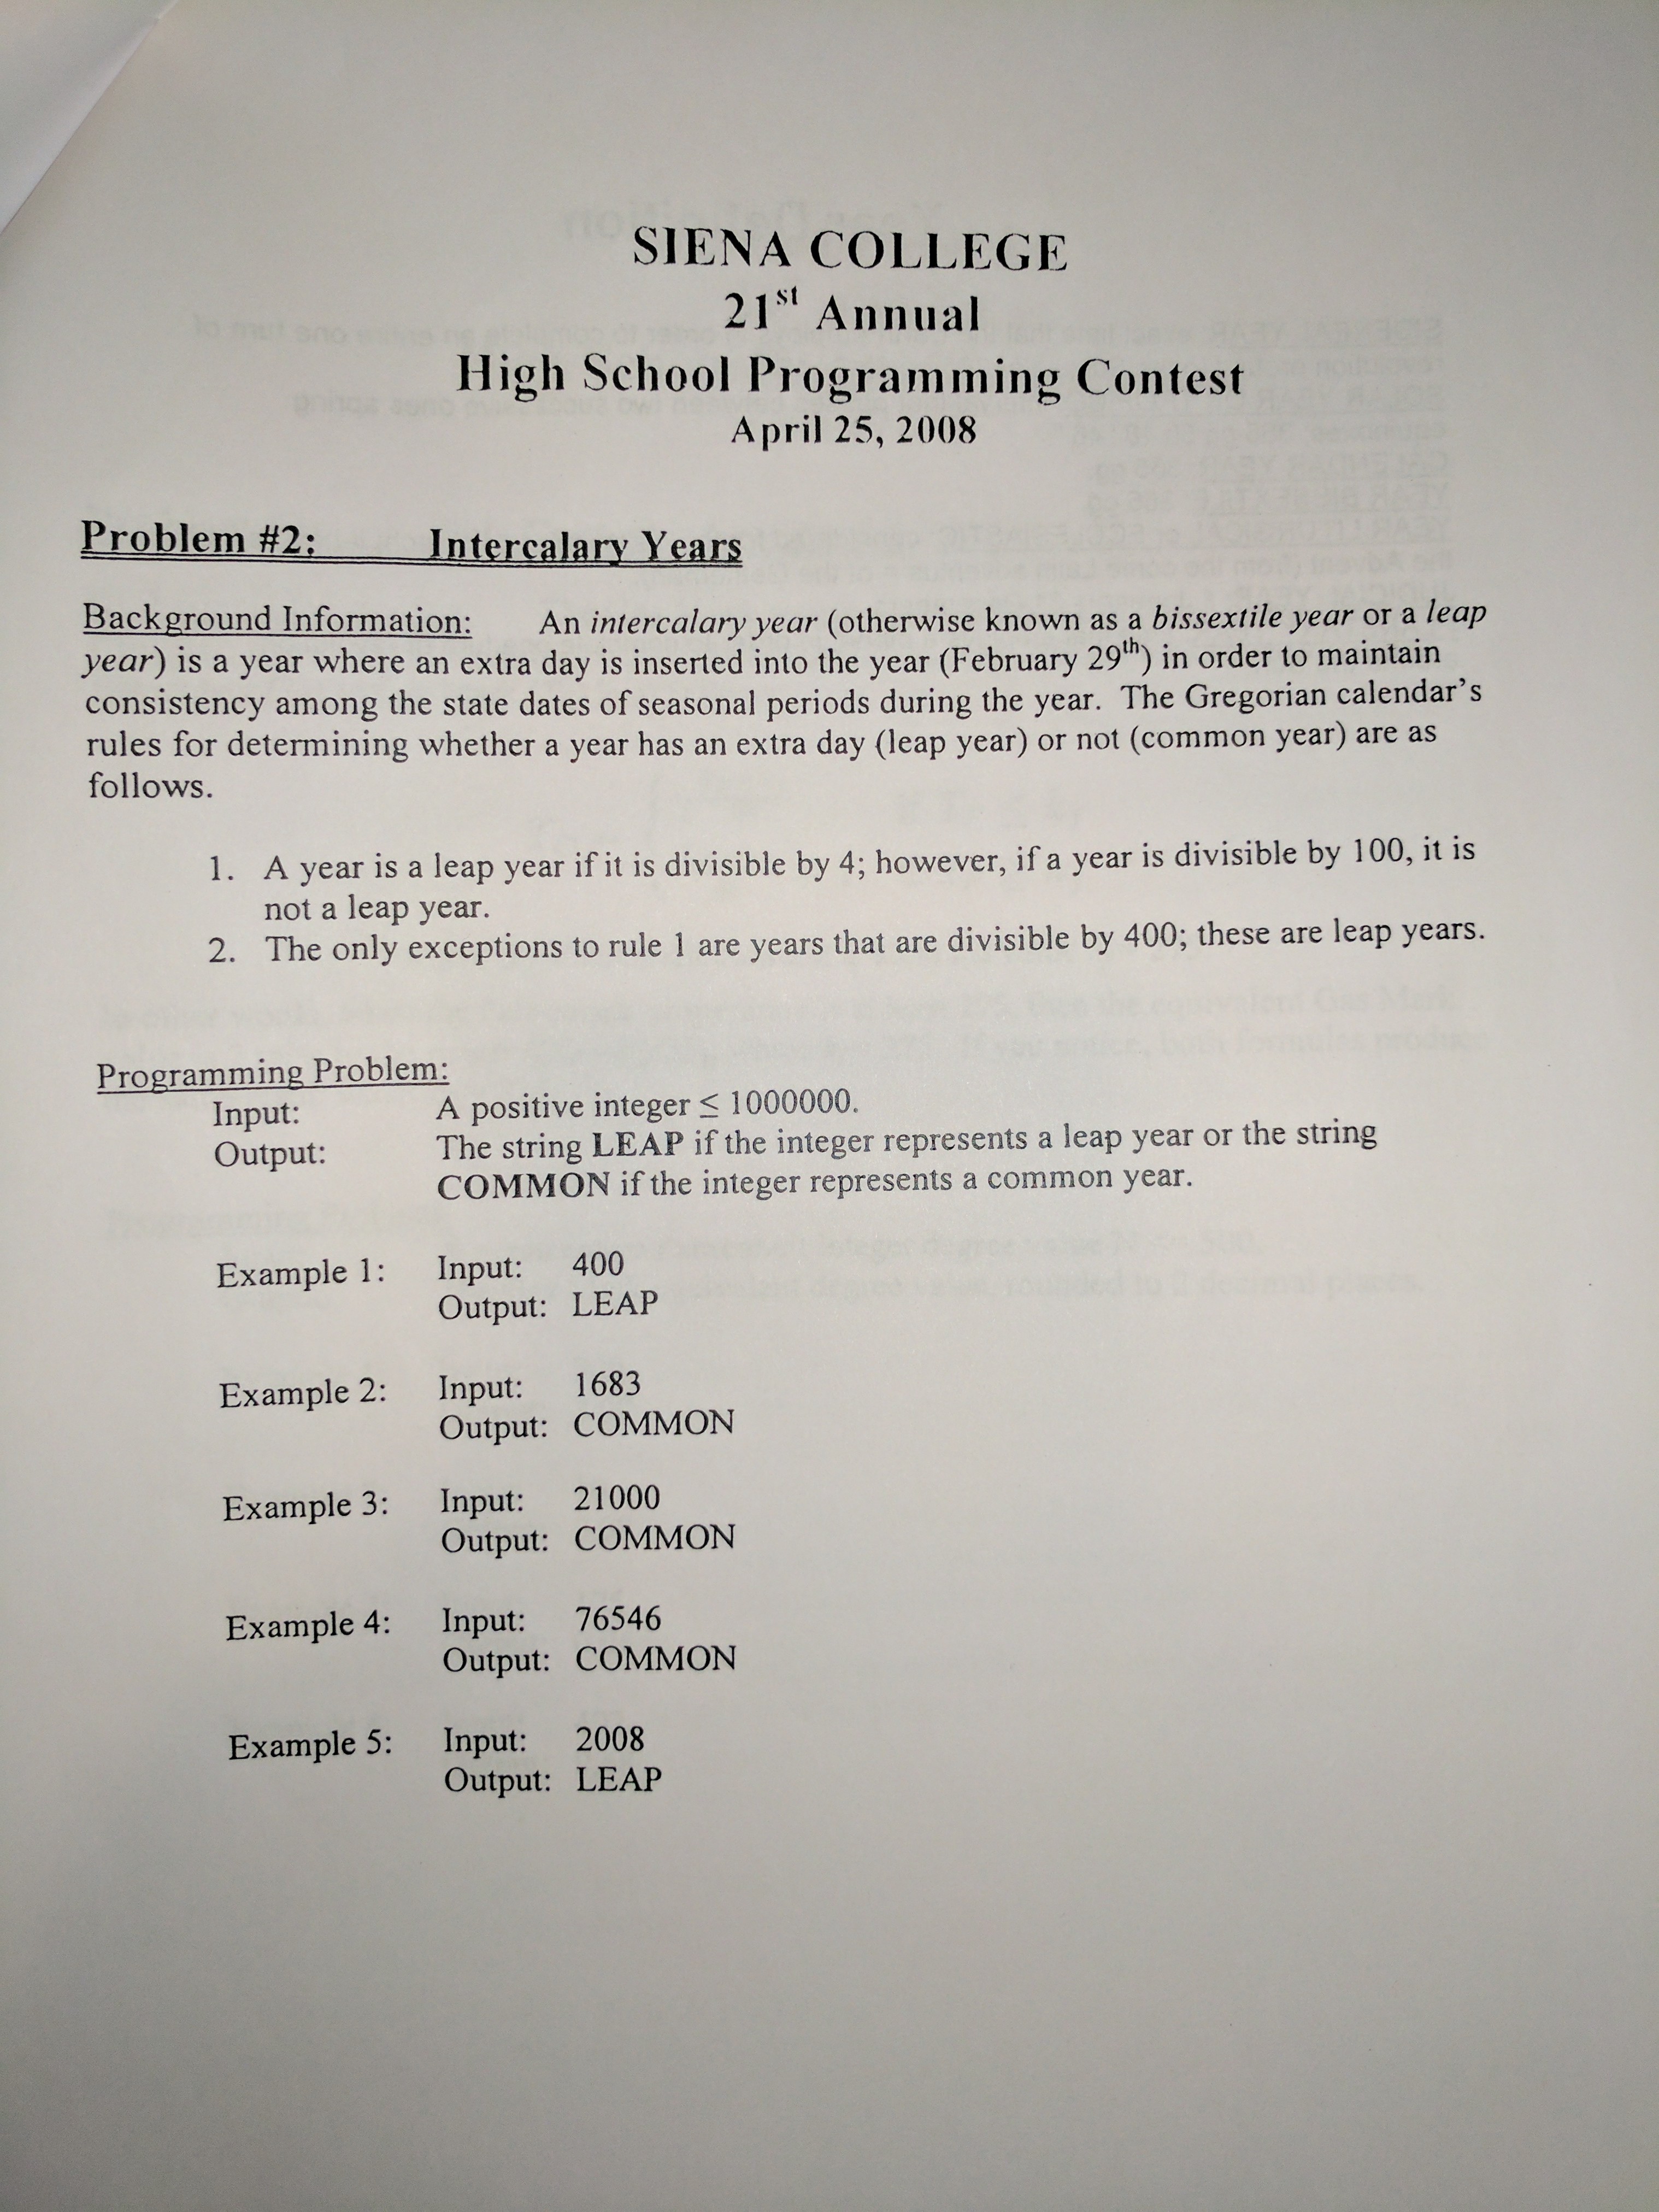 SIENA COLLEGE
21st Annual
High School Programming Contest
April 25, 2008
Problem #2: Intercalary Years
Background Information: An intercalary year (otherwise known as a bissextile year or a leap
year) is a year where an extra day is inserted into the year (February 29th) in order to maintain
consistency among the state dates of seasonal periods during the year. The Gregorian calendar's
rules for determining whether a year has an extra day (leap year) or not (common year) are as
follows.
1. A year is a leap year if it is divisible by 4; however, if a year is divisible by 100, it is
not a leap year.
2. The only exceptions to rule 1 are years that are divisible by 400; these are leap years.
Programming Problem:
Input: A positive integer ≤ 1000000.
Output: The string LEAP if the integer represents a leap year or the string
COMMON if the integer represents a common year.
Example 1: Input: 400
Output: LEAP
Example 2: Input: 1683
Output: COMMON
Example 3: Input: 21000
Output: COMMON
Example 4: Input: 76546
Output: COMMON
Example 5: Input: 2008
Output: LEAP